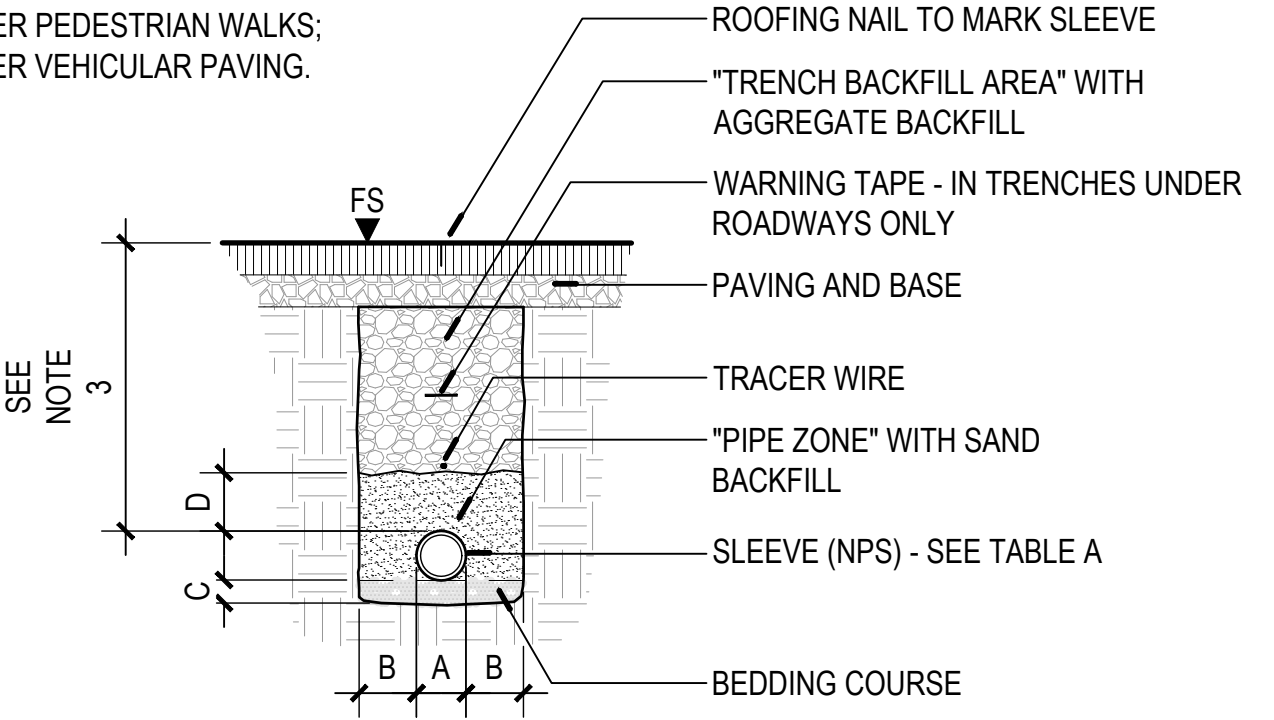 PEDESTRIAN WALKS;
VEHICULAR PAVING.
ROOFING NAIL TO MARK SLEEVE
"TRENCH BACKFILL AREA" WITH
AGGREGATE BACKFILL
WARNING TAPE - IN TRENCHES UNDER
ROADWAYS ONLY
FS
PAVING AND BASE
SEE
NOTE
3
TRACER WIRE
"PIPE ZONE" WITH SAND
BACKFILL
D
SLEEVE (NPS) - SEE TABLE A
C
B A B
BEDDING COURSE